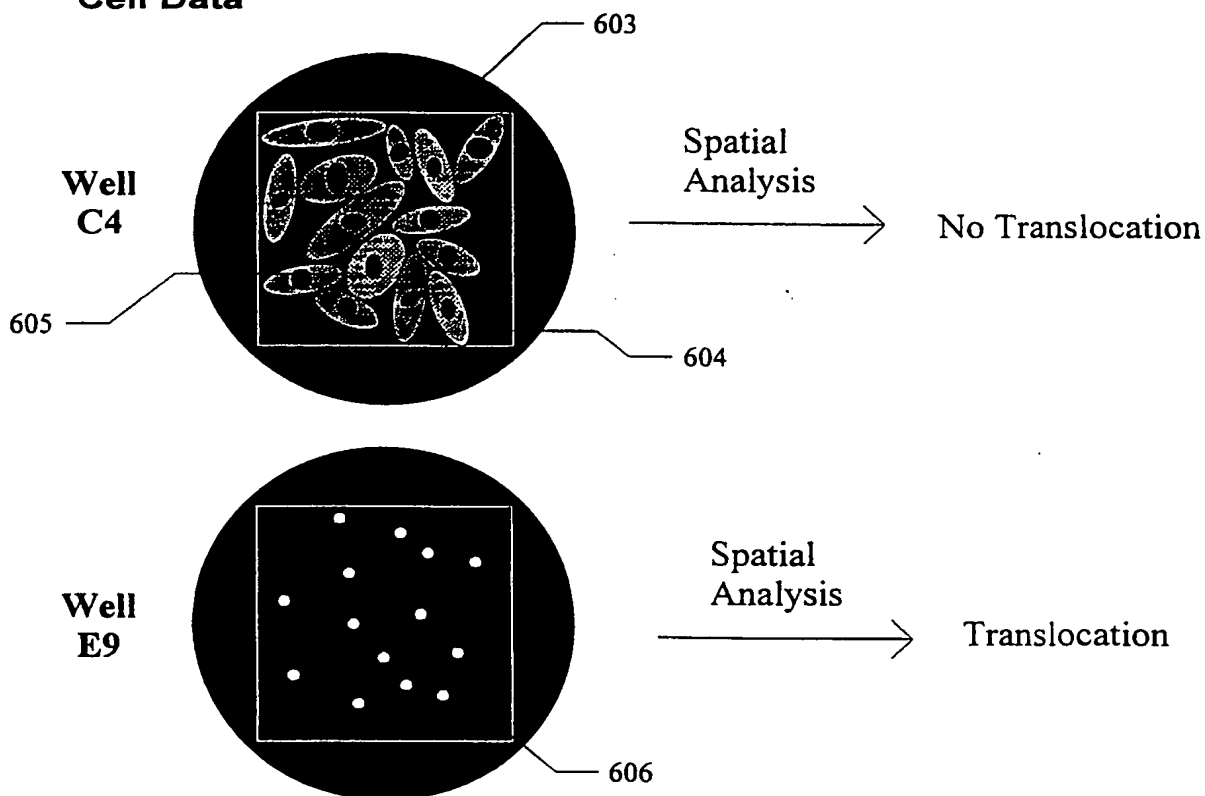 Cell Data
603
Spatial
Analysis
Well
C4
No Translocation
605
604
Spatial
Analysis
Well
E9
Translocation
606